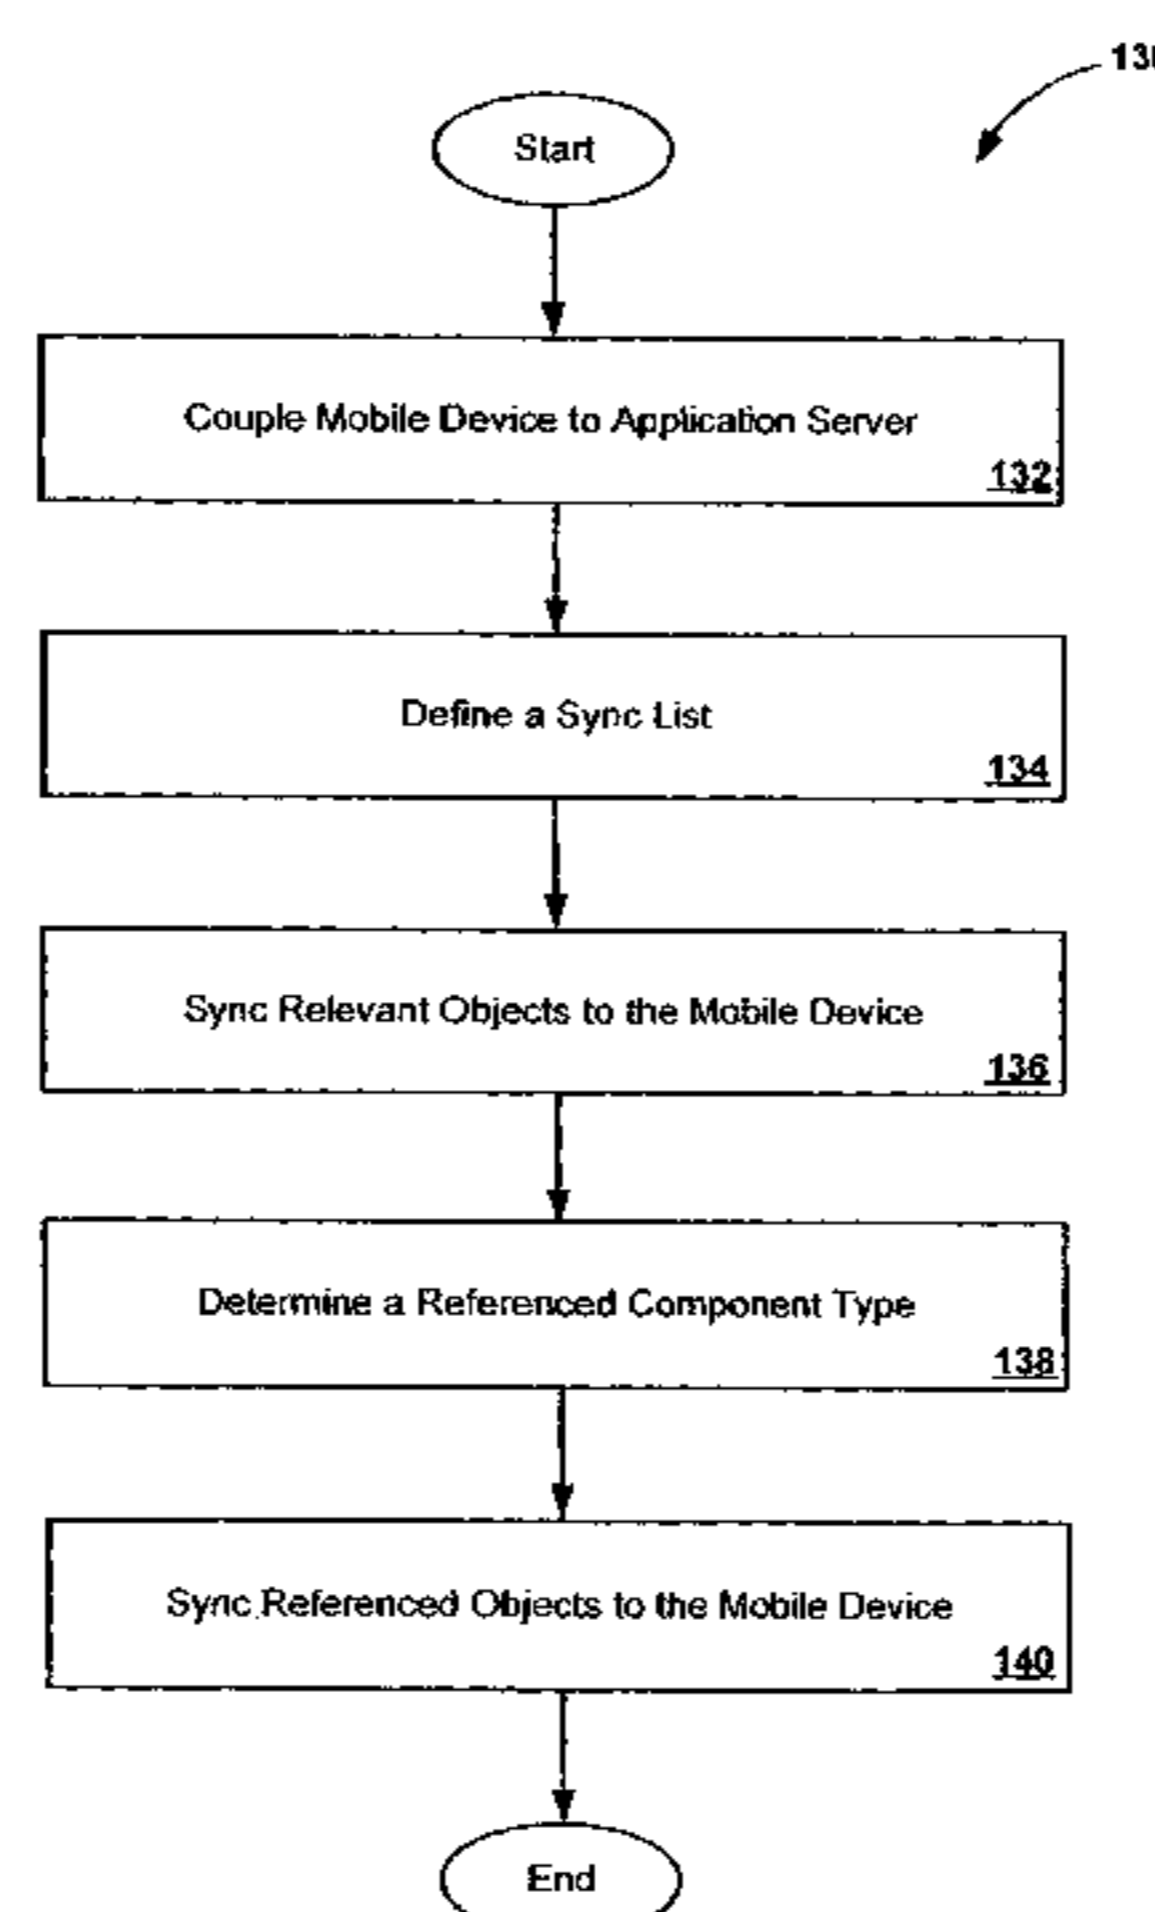 Start
Couple Mobile Device to Application Server
132
Define a Sync List
134
Sync Relevant Objects to the Mobile Device
136
Determine a Referenced Component Type
138
Sync Referenced Objects to the Mobile Device
140
End